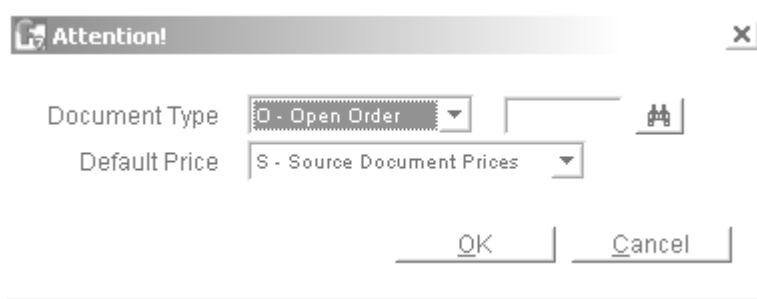 Attention!
Document Type O - Open Order
Default Price S - Source Document Prices
OK Cancel